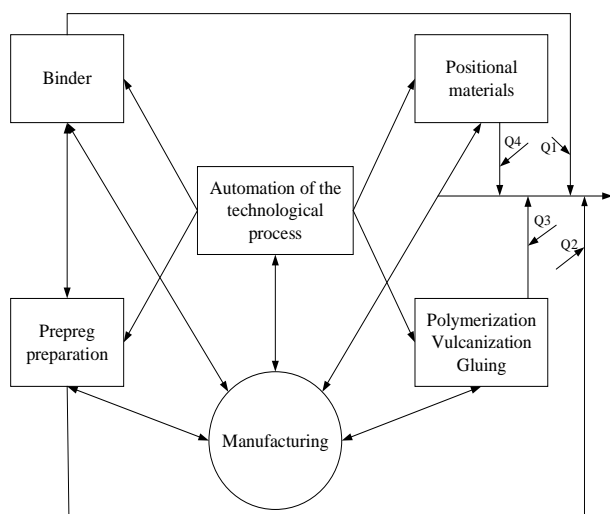 Binder
Positional
materials
Q4
Q1
Automation of the
technological
process
Q3
Q2
Prepreg
preparation
Polymerization
Vulcanization
Gluing
Manufacturing